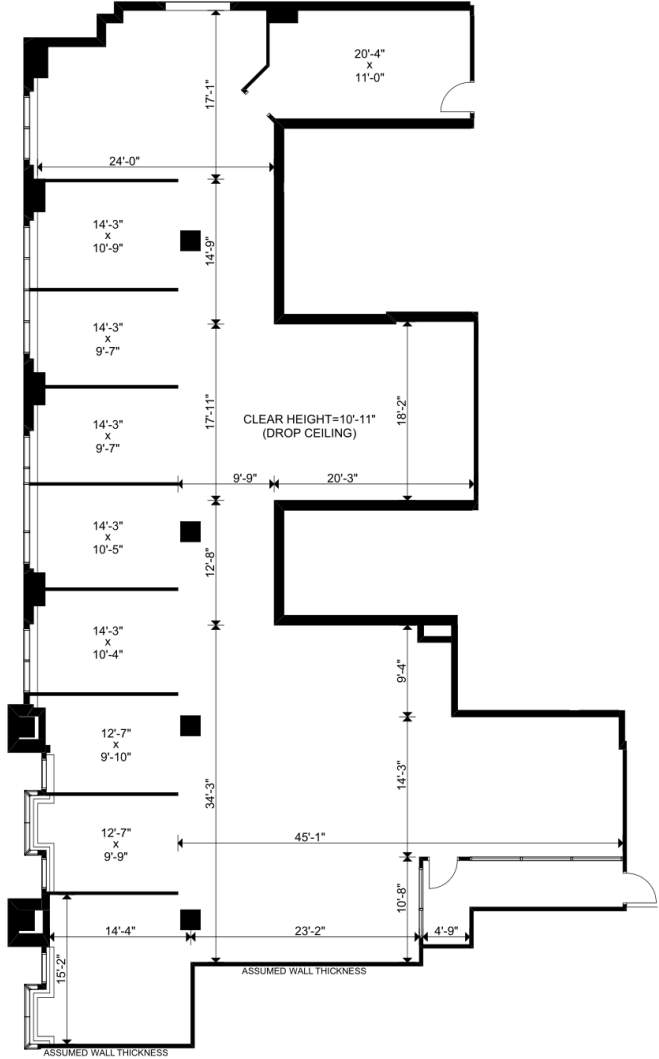 20'-4"
x
11'-0"
17'-1"
24'-0"
14'-3"
x
10'-9"
14'-9"
14'-3"
x
9'-7"
17'-11"
CLEAR HEIGHT=10'-11"
(DROP CEILING)
18'-2"
14'-3"
x
9'-7"
9'-9"
20'-3"
14'-3"
x
10'-5"
12'-8"
14'-3"
x
10'-4"
9'-4"
12'-7"
x
9'-10"
14'-3"
34'-3"
12'-7"
x
9'-9"
45'-1"
10'-8"
14'-4"
23'-2"
4'-9"
15'-2"
ASSUMED WALL THICKNESS
ASSUMED WALL THICKNESS